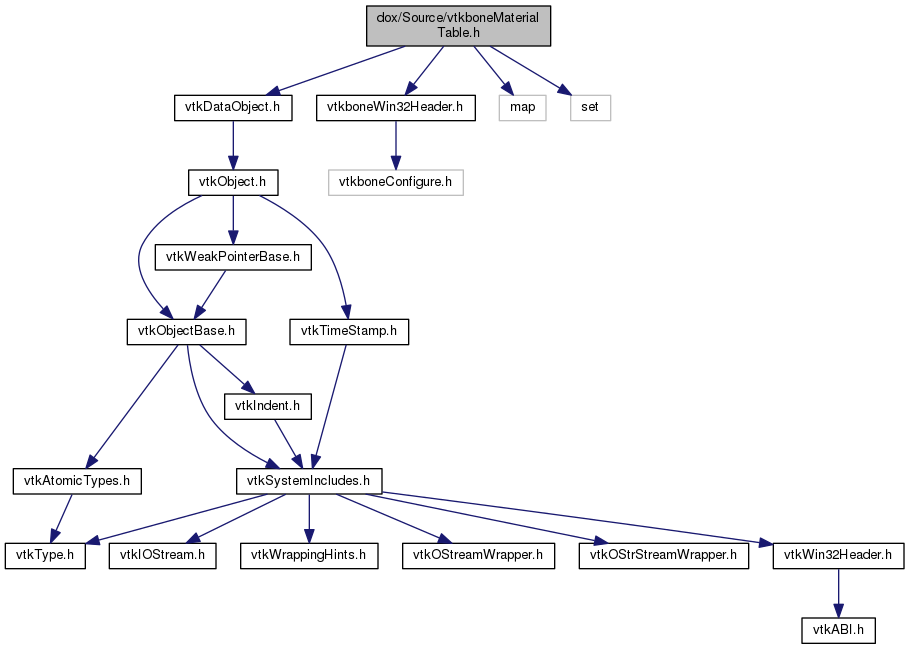 dox/Source/vtkboneMaterial
Table.h
vtkDataObject.h
vtkboneWin32Header.h
map
set
vtkObject.h
vtkboneConfigure.h
vtkWeakPointerBase.h
vtkObjectBase.h
vtkTimeStamp.h
vtkIndent.h
vtkAtomicTypes.h
vtkSystemIncludes.h
vtkType.h
vtkIOStream.h
vtkWrappingHints.h
vtkOStreamWrapper.h
vtkOStrStreamWrapper.h
vtkWin32Header.h
vtkABI.h